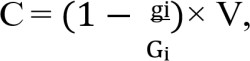 C = (1 − gi/Gi) × V,